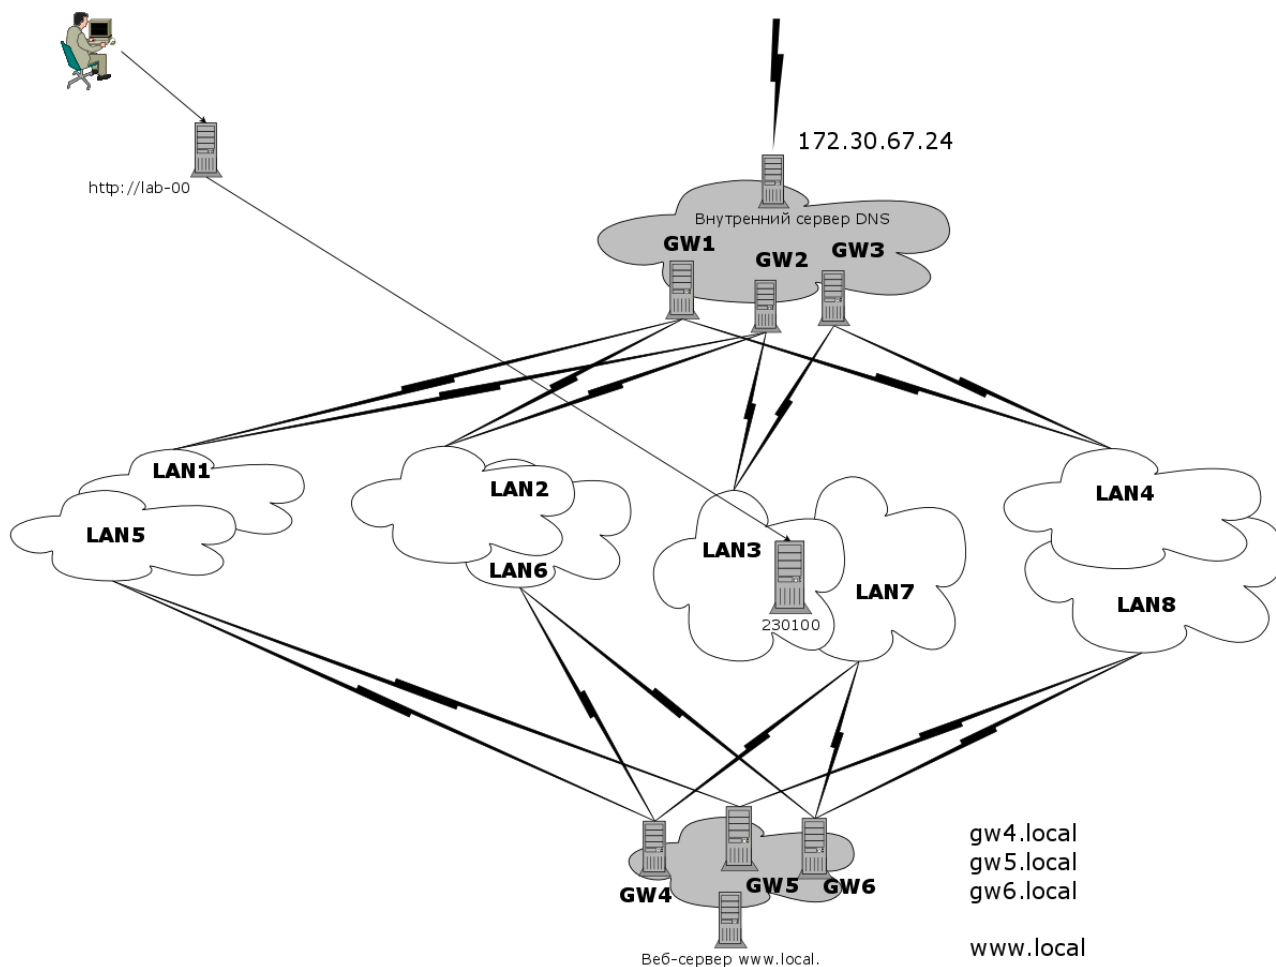 172.30.67.24
http://lab-00
Внутренний сервер DNS
GW1
GW2
GW3
LAN1
LAN2
LAN3
LAN4
LAN5
LAN6
LAN7
LAN8
230100
GW4
GW5
GW6
gw4.local
gw5.local
gw6.local
www.local
Веб-сервер www.local.